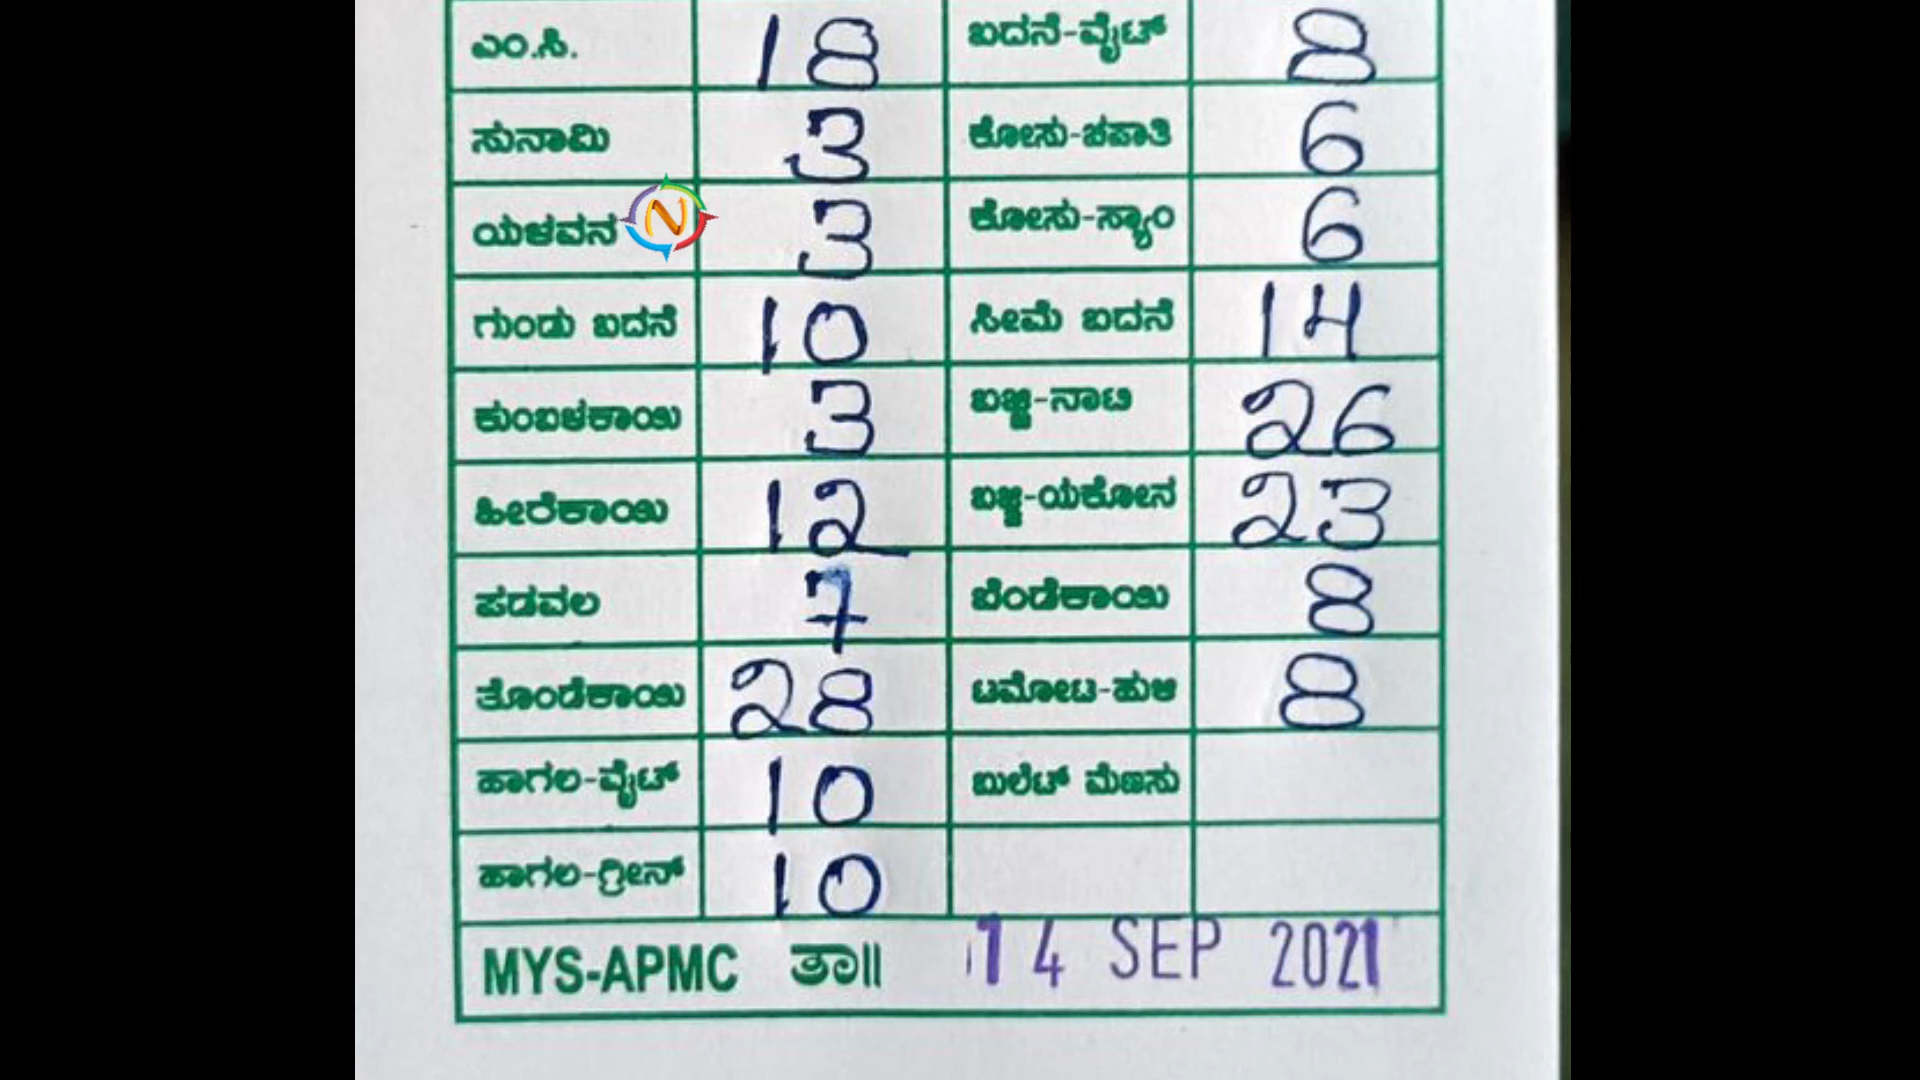 ಎಂ.ಸಿ. 18 ಬದನೆ-ವೈಟ್ 8
ಸುನಾಮಿ 3 ಕೋಸು-ಚಪಾತಿ 6
ಯಳವನ 3 ಕೋಸು-ಸ್ಯಾಂ 6
ಗುಂಡು ಬದನೆ 10 ಸೀಮೆ ಬದನೆ 14
ಕುಂಬಳಕಾಯಿ 3 ಬಜ್ಜಿ-ನಾಟಿ 26
ಹೀರೆಕಾಯಿ 12 ಬಜ್ಜಿ-ಯಕೋನ 23
ಪಡವಲ 7 ಬೆಂಡೆಕಾಯಿ 8
ತೊಂಡೆಕಾಯಿ 28 ಟಮೋಟ-ಹುಳಿ 8
ಹಾಗಲ-ವೈಟ್ 10 ಬುಲೆಟ್ ಮೆಣಸು
ಹಾಗಲ-ಗ್ರೀನ್ 10
MYS-APMC ತಾ॥ 14 SEP 2021